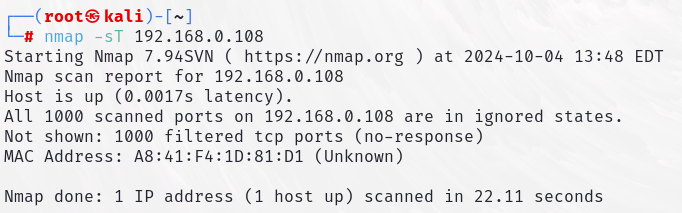 ┌──(root㉿kali)-[~]
└─# nmap -sT 192.168.0.108
Starting Nmap 7.94SVN ( https://nmap.org ) at 2024-10-04 13:48 EDT
Nmap scan report for 192.168.0.108
Host is up (0.0017s latency).
All 1000 scanned ports on 192.168.0.108 are in ignored states.
Not shown: 1000 filtered tcp ports (no-response)
MAC Address: A8:41:F4:1D:81:D1 (Unknown)

Nmap done: 1 IP address (1 host up) scanned in 22.11 seconds